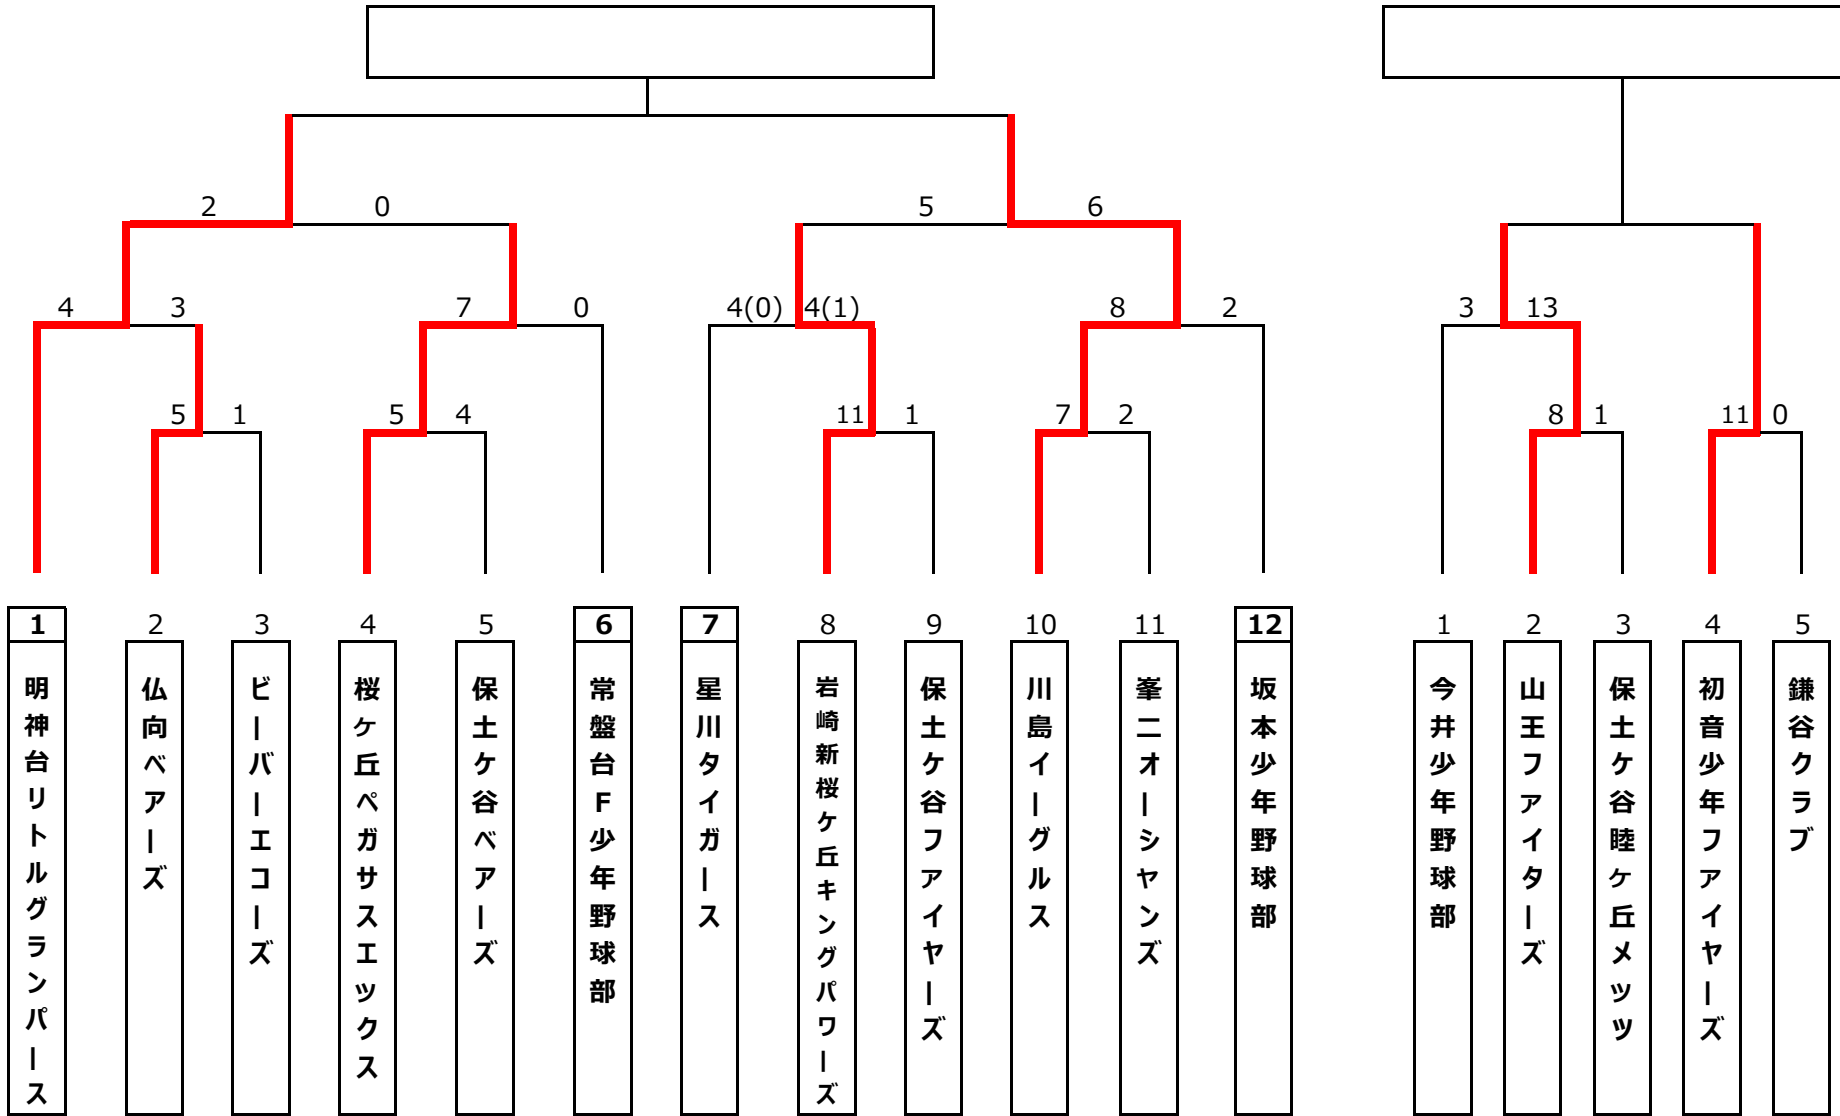 2 0 5 6
4 3 7 0 4(0) 4(1) 8 2 3 13
5 1 5 4 11 1 7 2 8 1 11 0
1 2 3 4 5 6 7 8 9 10 11 12 1 2 3 4 5
明神台リトルグランパース
仏向ベアーズ
ビーバーエコーズ
桜ケ丘ペガサスエックス
保土ケ谷ベアーズ
常盤台F少年野球部
星川タイガース
岩崎新桜ケ丘キングパワーズ
保土ケ谷ファイヤーズ
川島イーグルス
峯二オーシャンズ
坂本少年野球部
今井少年野球部
山王ファイターズ
保土ケ谷睦ケ丘メッツ
初音少年ファイヤーズ
鎌谷クラブ